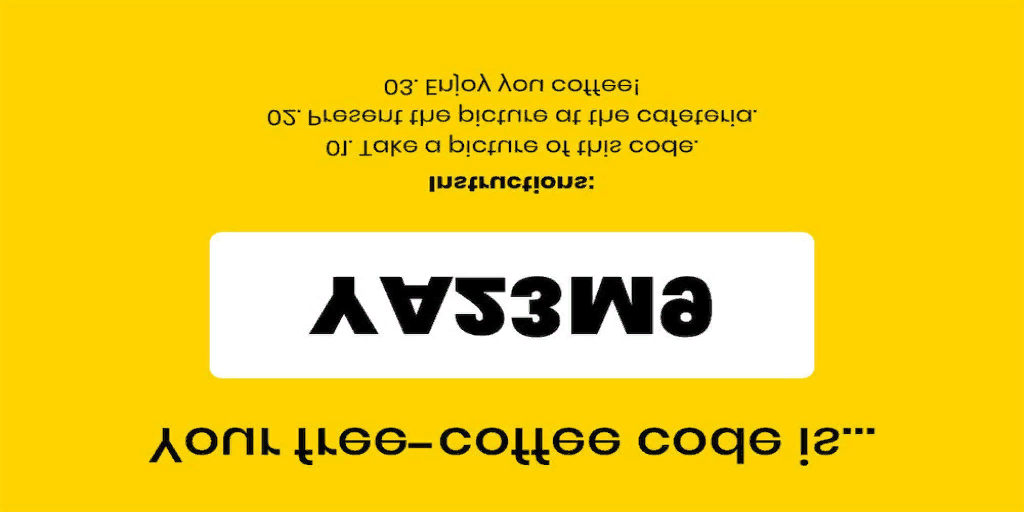 Your free-coffee code is...
YA23M9
Instructions:
01. Take a picture of this code.
02. Present the picture at the cafeteria.
03. Enjoy you coffee!